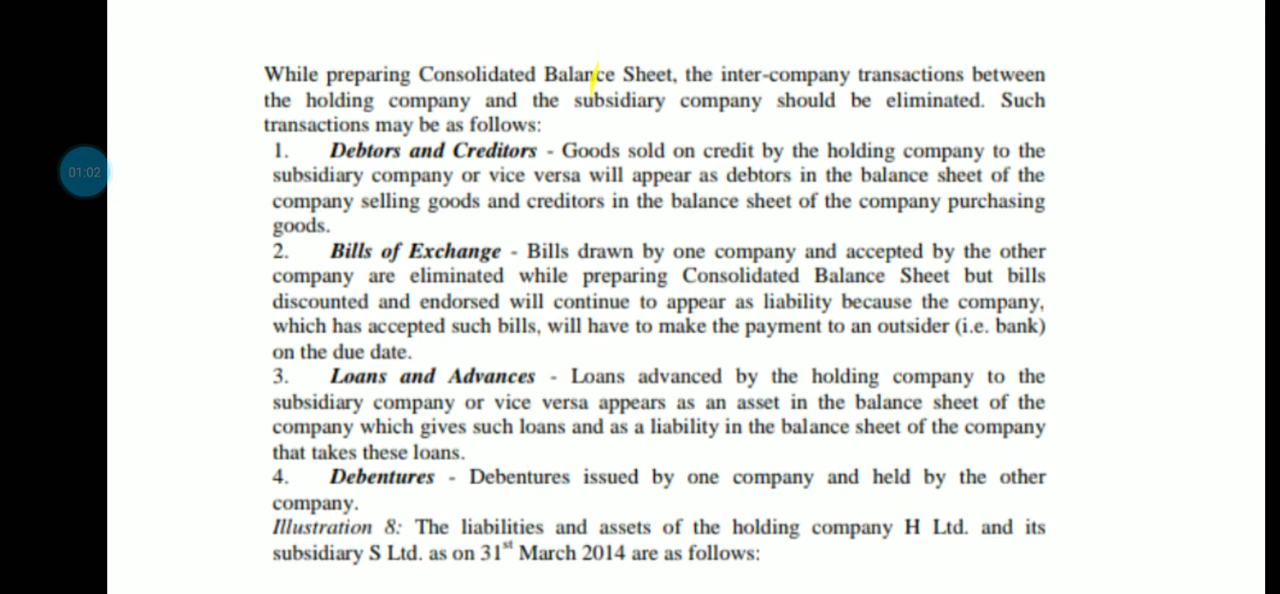 While preparing Consolidated Balance Sheet, the inter-company transactions between
the holding company and the subsidiary company should be eliminated. Such
transactions may be as follows:
1. Debtors and Creditors - Goods sold on credit by the holding company to the
01:02
subsidiary company or vice versa will appear as debtors in the balance sheet of the
company selling goods and creditors in the balance sheet of the company purchasing
goods.
2. Bills of Exchange - Bills drawn by one company and accepted by the other
company are eliminated while preparing Consolidated Balance Sheet but bills
discounted and endorsed will continue to appear as liability because the company,
which has accepted such bills, will have to make the payment to an outsider (i.e. bank)
on the due date.
3. Loans and Advances - Loans advanced by the holding company to the
subsidiary company or vice versa appears as an asset in the balance sheet of the
company which gives such loans and as a liability in the balance sheet of the company
that takes these loans.
4. Debentures - Debentures issued by one company and held by the other
company.
Illustration 8: The liabilities and assets of the holding company H Ltd. and its
subsidiary S Ltd. as on 31st March 2014 are as follows: